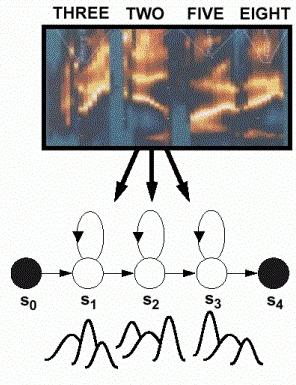 THREE TWO FIVE EIGHT
s0 s1 s2 s3 s4